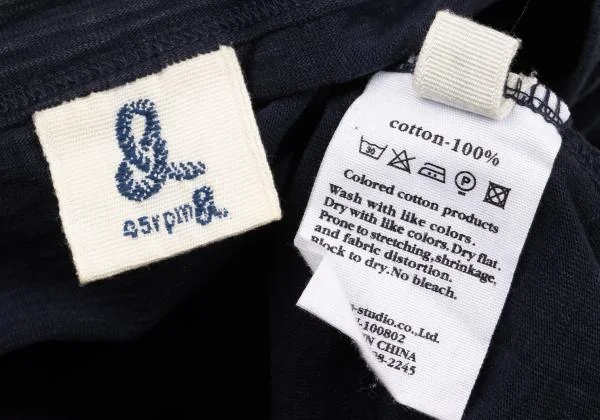 &
45rpm&.
cotton-100%
30
P
Colored cotton products
Wash with like colors.
Dry with like colors. Dry flat.
Prone to stretching, shrinkage,
and fabric distortion.
Block to dry. No bleach.
-studio.co.,Ltd.
-100802
IN CHINA
08-2245